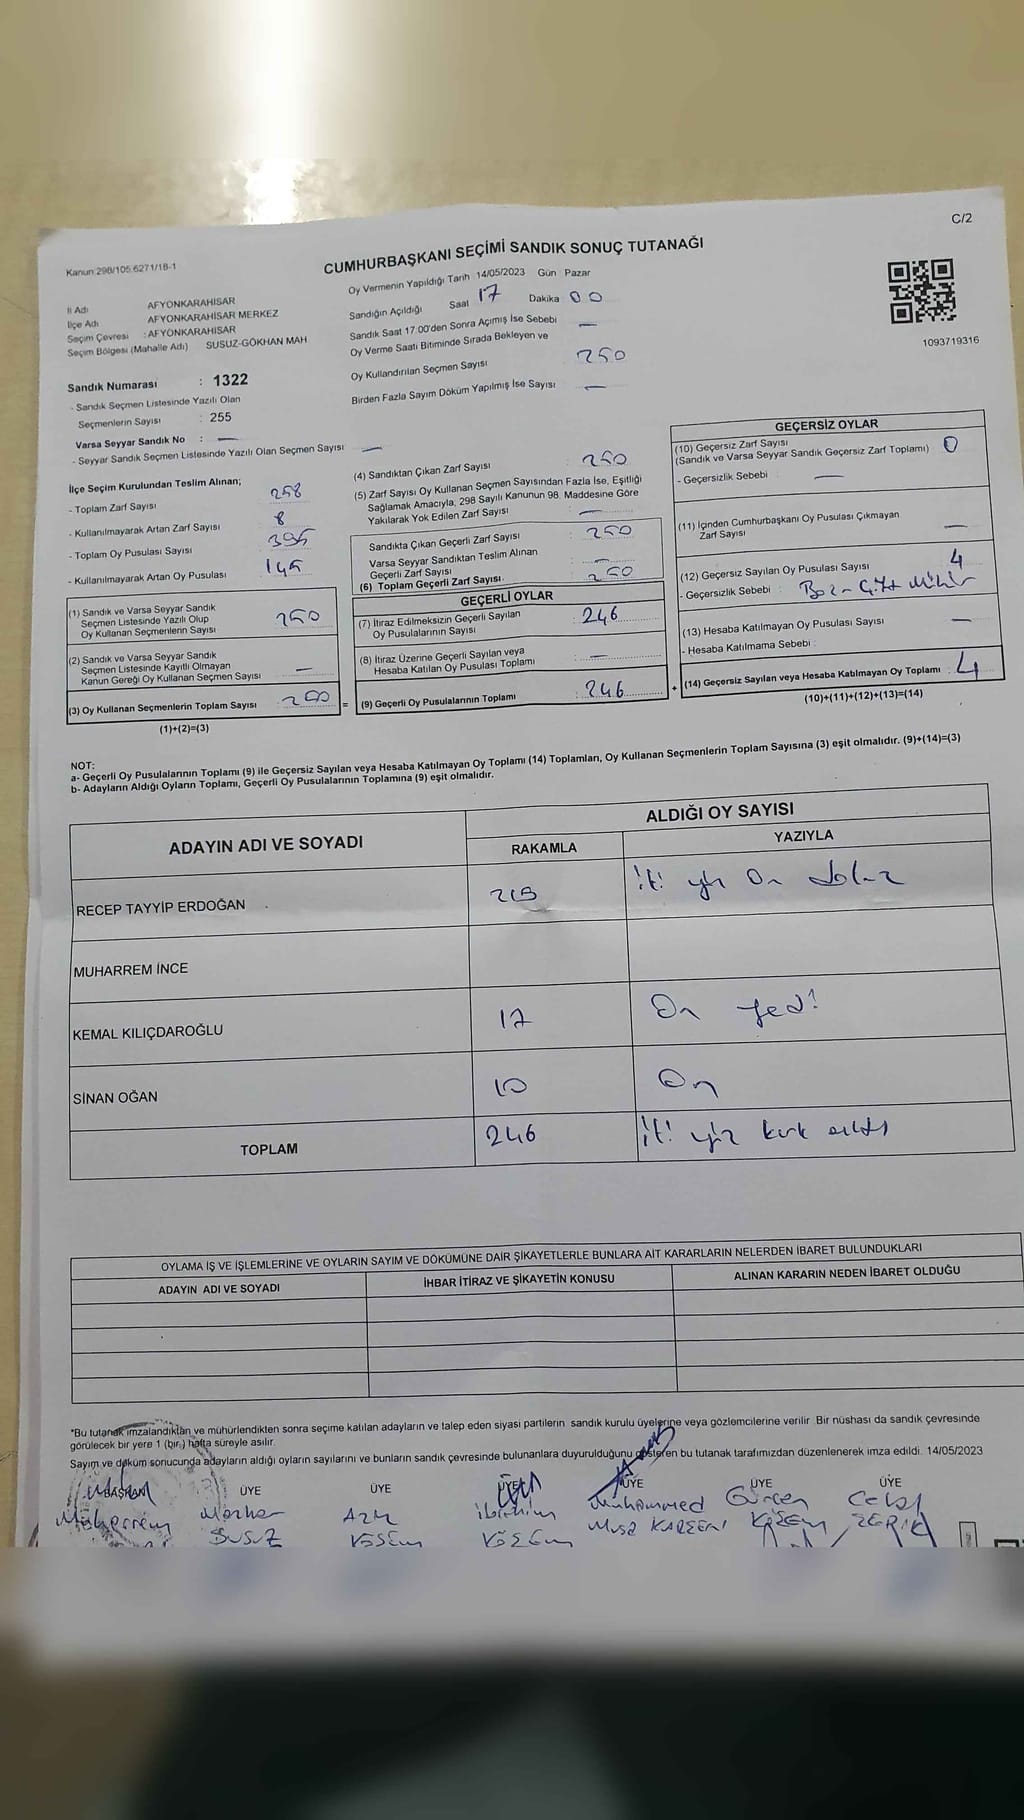 C/2
Kanun:298/105.6271/18-1
CUMHURBAŞKANI SEÇİMİ SANDIK SONUÇ TUTANAĞI
İl Adı AFYONKARAHİSAR
İlçe Adı AFYONKARAHİSAR MERKEZ
Seçim Çevresi : AFYONKARAHİSAR
Seçim Bölgesi (Mahalle Adı) SUSUZ-GÖKHAN MAH
Sandık Numarası : 1322
- Sandık Seçmen Listesinde Yazılı Olan
Seçmenlerin Sayısı : 255
Varsa Seyyar Sandık No : —
- Seyyar Sandık Seçmen Listesinde Yazılı Olan Seçmen Sayısı —
Oy Vermenin Yapıldığı Tarih 14/05/2023 Gün Pazar
Sandığın Açıldığı Saat 17 Dakika 00
Sandık Saat 17.00'den Sonra Açımış İse Sebebi —
Oy Verme Saati Bitiminde Sırada Bekleyen ve
Oy Kullandırılan Seçmen Sayısı 250
Birden Fazla Sayım Döküm Yapılmış İse Sayısı —
1093719316
İlçe Seçim Kurulundan Teslim Alınan;
- Toplam Zarf Sayısı : 258
- Kullanılmayarak Artan Zarf Sayısı : 8
- Toplam Oy Pusulası Sayısı : 395
- Kullanılmayarak Artan Oy Pusulası : 145
(1) Sandık ve Varsa Seyyar Sandık
Seçmen Listesinde Yazılı Olup
Oy Kullanan Seçmenlerin Sayısı : 250
(2) Sandık ve Varsa Seyyar Sandık
Seçmen Listesinde Kayıtlı Olmayan
Kanun Gereği Oy Kullanan Seçmen Sayısı : —
(3) Oy Kullanan Seçmenlerin Toplam Sayısı : 250 =
(1)+(2)=(3)
(4) Sandıktan Çıkan Zarf Sayısı : 250
(5) Zarf Sayısı Oy Kullanan Seçmen Sayısından Fazla İse, Eşitliği
Sağlamak Amacıyla, 298 Sayılı Kanunun 98. Maddesine Göre
Yakılarak Yok Edilen Zarf Sayısı : —
Sandıkta Çıkan Geçerli Zarf Sayısı : 250
Varsa Seyyar Sandıktan Teslim Alınan
Geçerli Zarf Sayısı : —
(6) Toplam Geçerli Zarf Sayısı : 250
GEÇERLİ OYLAR
(7) İtiraz Edilmeksizin Geçerli Sayılan
Oy Pusulalarının Sayısı : 246
(8) İtiraz Üzerine Geçerli Sayılan veya
Hesaba Katılan Oy Pusulası Toplamı : —
(9) Geçerli Oy Pusulalarının Toplamı : 246 +
GEÇERSİZ OYLAR
(10) Geçersiz Zarf Sayısı
(Sandık ve Varsa Seyyar Sandık Geçersiz Zarf Toplamı) : 0
- Geçersizlik Sebebi : —
(11) İçinden Cumhurbaşkanı Oy Pusulası Çıkmayan
Zarf Sayısı —
(12) Geçersiz Sayılan Oy Pusulası Sayısı : 4
- Geçersizlik Sebebi : Çift Mühür
(13) Hesaba Katılmayan Oy Pusulası Sayısı : —
- Hesaba Katılmama Sebebi :
(14) Geçersiz Sayılan veya Hesaba Katılmayan Oy Toplamı : 4
(10)+(11)+(12)+(13)=(14)
NOT:
a- Geçerli Oy Pusulalarının Toplamı (9) ile Geçersiz Sayılan veya Hesaba Katılmayan Oy Toplamı (14) Toplamları, Oy Kullanan Seçmenlerin Toplam Sayısına (3) eşit olmalıdır. (9)+(14)=(3)
b- Adayların Aldığı Oyların Toplamı, Geçerli Oy Pusulalarının Toplamına (9) eşit olmalıdır.
ADAYIN ADI VE SOYADI ALDIĞI OY SAYISI
RAKAMLA YAZIYLA
RECEP TAYYİP ERDOĞAN 219 iki yüz on dokuz
MUHARREM İNCE
KEMAL KILIÇDAROĞLU 17 On yedi
SİNAN OĞAN 10 On
TOPLAM 246 iki yüz kırk altı
OYLAMA İŞ VE İŞLEMLERİNE VE OYLARIN SAYIM VE DÖKÜMÜNE DAİR ŞİKAYETLERLE BUNLARA AİT KARARLARIN NELERDEN İBARET BULUNDUKLARI
ADAYIN ADI VE SOYADI İHBAR İTİRAZ VE ŞİKAYETİN KONUSU ALINAN KARARIN NEDEN İBARET OLDUĞU
*Bu tutanak imzalandıktan ve mühürlendikten sonra seçime katılan adayların ve talep eden siyasi partilerin sandık kurulu üyelerine veya gözlemcilerine verilir Bir nüshası da sandık çevresinde
görülecek bir yere 1 (bir) hafta süreyle asılır.
Sayım ve döküm sonucunda adayların aldığı oyların sayılarını ve bunların sandık çevresinde bulunanlara duyurulduğunu gösteren bu tutanak tarafımızdan düzenlenerek imza edildi. 14/05/2023
BAŞKAN ÜYE ÜYE ÜYE ÜYE ÜYE ÜYE
Muharrem Mazhar Aziz ibrahim Muhammed Gürcan Celal
SUSUZ KÖSEM KÖSEM Musa KÖSEM